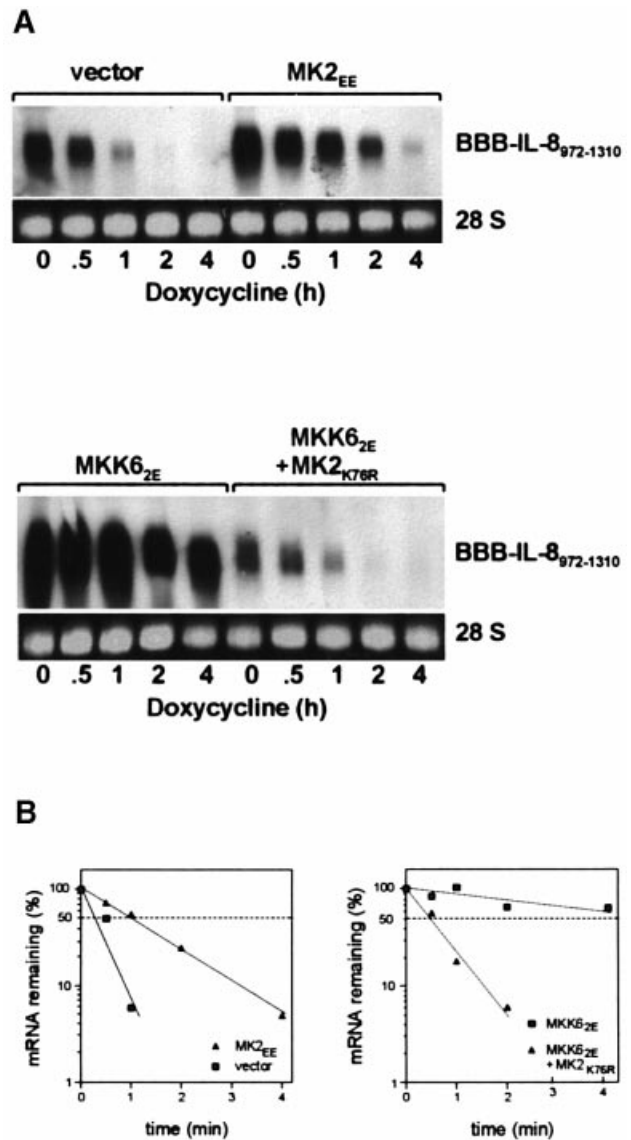 A
vector MK2EE
BBB-IL-8972-1310
28 S
0 .5 1 2 4 0 .5 1 2 4
Doxycycline (h)
MKK62E MKK62E
+MK2K76R
BBB-IL-8972-1310
28 S
0 .5 1 2 4 0 .5 1 2 4
Doxycycline (h)
B
mRNA remaining (%)
100
50
10
1
0 1 2 4
time (min)
MK2EE
vector
mRNA remaining (%)
100
50
10
1
0 1 2 4
time (min)
MKK62E
MKK62E
+ MK2K76R